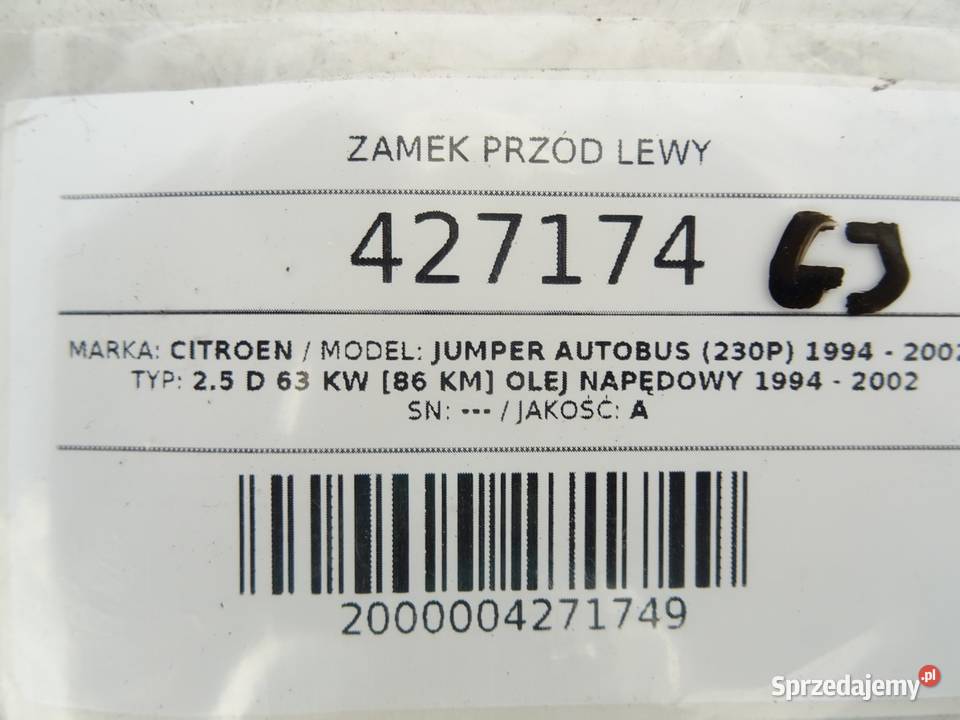 ZAMEK PRZÓD LEWY
427174 GJ
MARKA: CITROEN / MODEL: JUMPER AUTOBUS (230P) 1994 - 2002
TYP: 2.5 D 63 KW [86 KM] OLEJ NAPĘDOWY 1994 - 2002
SN: --- / JAKOŚĆ: A
2000004271749
Sprzedajemy.pl